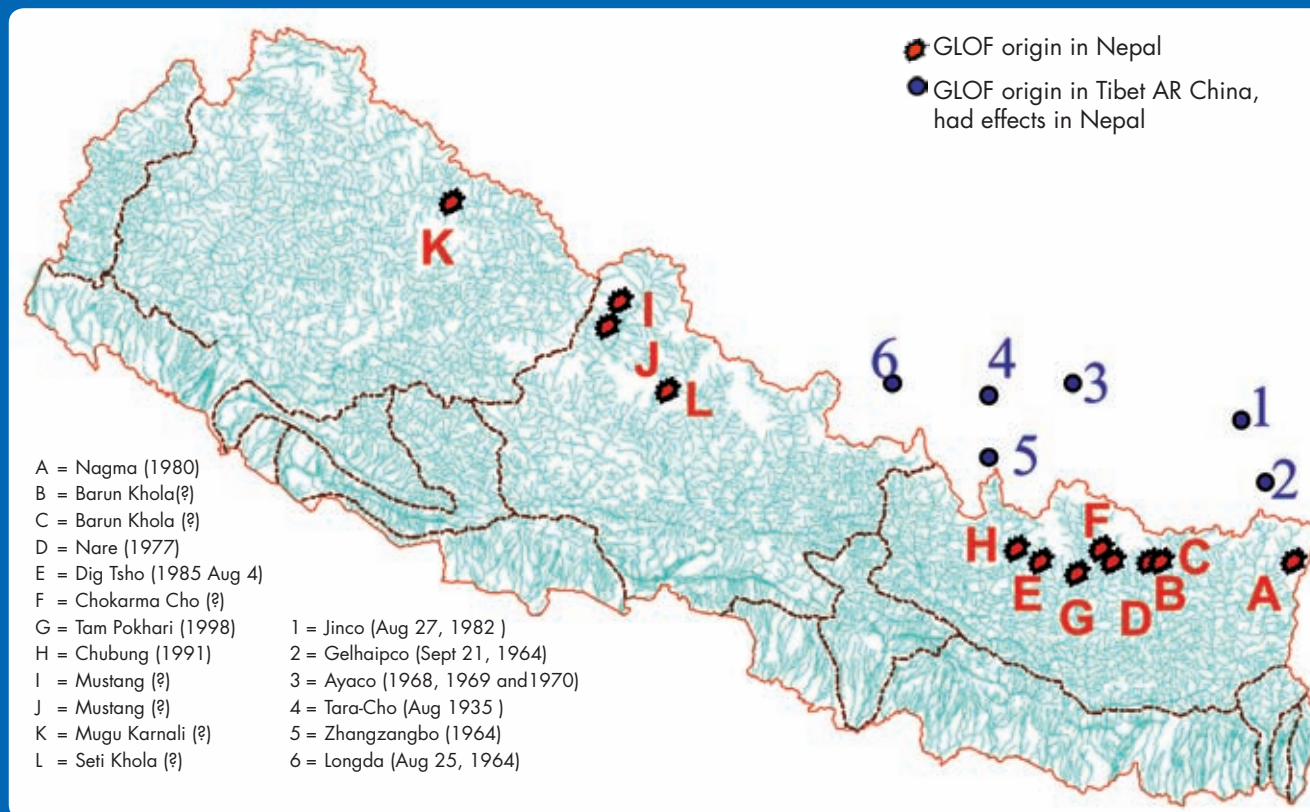 GLOF origin in Nepal
GLOF origin in Tibet AR China,
had effects in Nepal
K
I
J
L
6
4
3
1
5
2
H
F
C
E
G
D
B
A
A = Nagma (1980)
B = Barun Khola(?)
C = Barun Khola (?)
D = Nare (1977)
E = Dig Tsho (1985 Aug 4)
F = Chokarma Cho (?)
G = Tam Pokhari (1998)
H = Chubung (1991)
I = Mustang (?)
J = Mustang (?)
K = Mugu Karnali (?)
L = Seti Khola (?)
1 = Jinco (Aug 27, 1982 )
2 = Gelhaipco (Sept 21, 1964)
3 = Ayaco (1968, 1969 and1970)
4 = Tara-Cho (Aug 1935 )
5 = Zhangzangbo (1964)
6 = Longda (Aug 25, 1964)